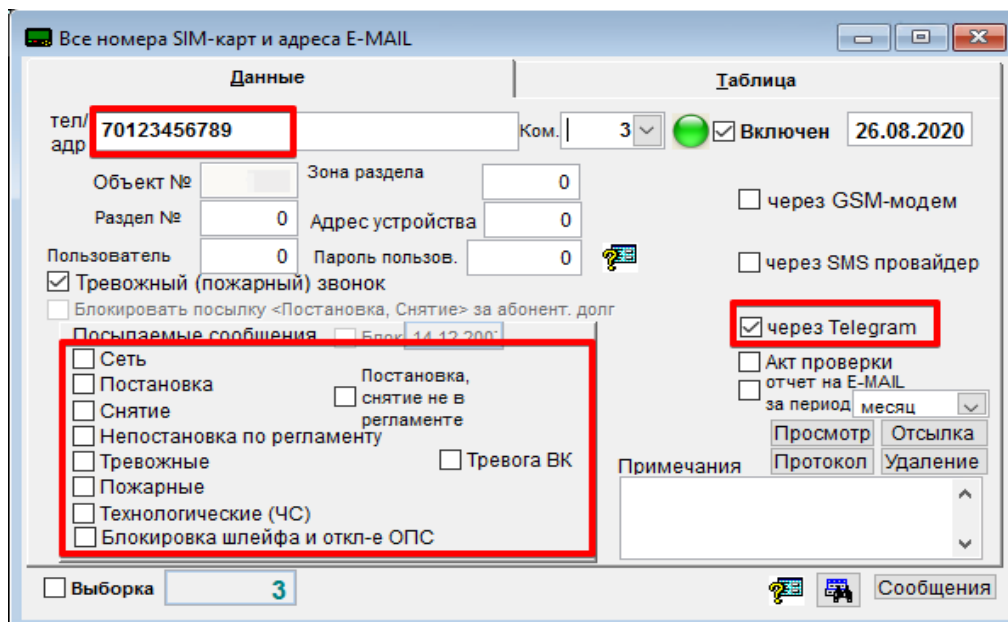 Все номера SIM-карт и адреса E-MAIL
Данные
Таблица
тел/ адр 70123456789 Ком. 3 Включен 26.08.2020
Объект № Зона раздела 0
Раздел № 0 Адрес устройства 0
Пользователь 0 Пароль пользов. 0
через GSM-модем
через SMS провайдер
Тревожный (пожарный) звонок
Блокировать посылку <Постановка, Снятие> за абонент. долг
Посылаемые сообщения Блок 14.12.200
Сеть
Постановка
Снятие
Непостановка по регламенту
Тревожные
Пожарные
Технологические (ЧС)
Блокировка шлейфа и откл-е ОПС
Постановка,
снятие не в
регламенте
Тревога ВК
через Telegram
Акт проверки
отчет на E-MAIL
за период месяц
Просмотр Отсылка
Протокол Удаление
Примечания
Выборка 3
Сообщения